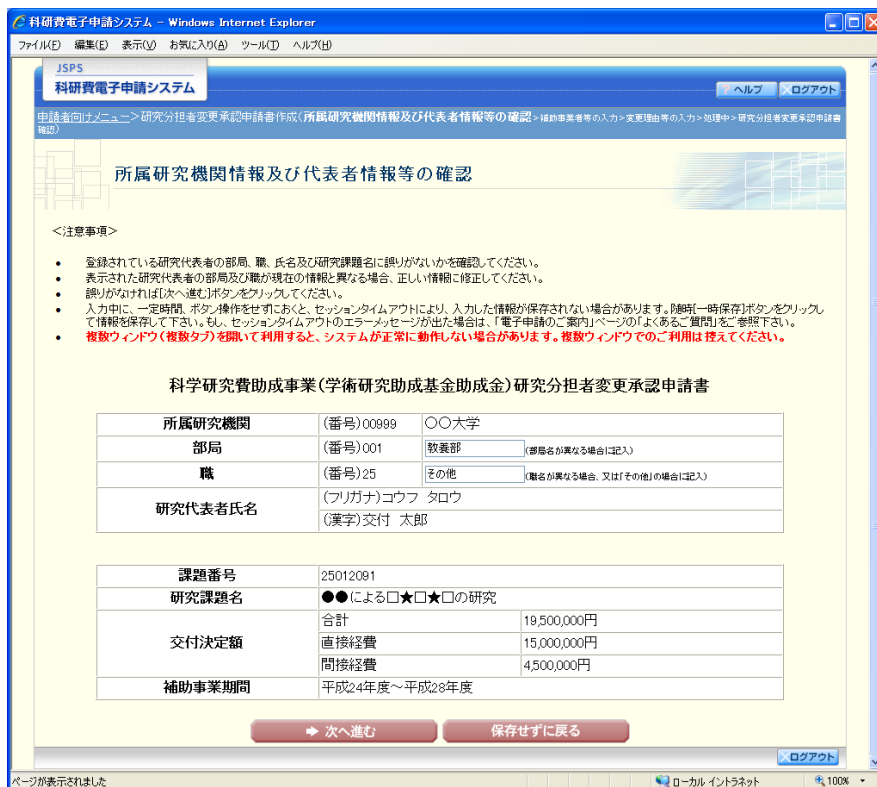 科研費電子申請システム - Windows Internet Explorer
ファイル(F) 編集(E) 表示(V) お気に入り(A) ツール(T) ヘルプ(H)
JSPS
科研費電子申請システム
? ヘルプ
ログアウト
申請者向けメニュー>研究分担者変更承認申請書作成(所属研究機関情報及び代表者情報等の確認>補助事業者等の入力>変更理由等の入力>処理中>研究分担者変更承認申請書
確認)
所属研究機関情報及び代表者情報等の確認
<注意事項>
• 登録されている研究代表者の部局、職、氏名及び研究課題名に誤りがないかを確認してください。
• 表示された研究代表者の部局及び職が現在の情報と異なる場合、正しい情報に修正してください。
• 誤りがなければ[次へ進む]ボタンをクリックしてください。
• 入力中に、一定時間、ボタン操作をせずにおくと、セッションタイムアウトにより、入力した情報が保存されない場合があります。随時[一時保存]ボタンをクリックし
て情報を保存して下さい。もし、セッションタイムアウトのエラーメッセージが出た場合は、「電子申請のご案内」ページの「よくあるご質問」をご参照下さい。
• 複数ウィンドウ(複数タブ)を開いて利用すると、システムが正常に動作しない場合があります。複数ウィンドウでのご利用は控えてください。
科学研究費助成事業(学術研究助成基金助成金)研究分担者変更承認申請書
所属研究機関 (番号)00999 〇〇大学
部局 (番号)001 教養部 (部局名が異なる場合に記入)
職 (番号)25 その他 (職名が異なる場合、又は「その他」の場合に記入)
研究代表者氏名 (フリガナ)コウフ タロウ
(漢字)交付 太郎
課題番号 25012091
研究課題名 ●●による□★□★□の研究
交付決定額 合計 19,500,000円
直接経費 15,000,000円
間接経費 4,500,000円
補助事業期間 平成24年度～平成28年度
次へ進む 保存せずに戻る
ログアウト
ページが表示されました ローカル イントラネット 100%